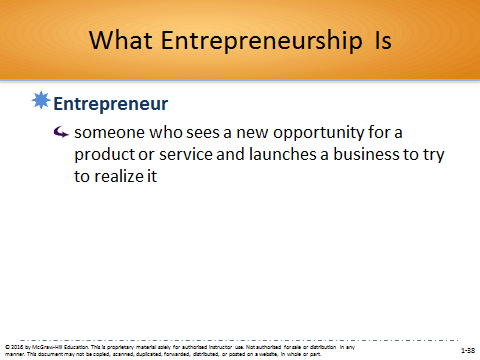 What Entrepreneurship Is
Entrepreneur
someone who sees a new opportunity for a
product or service and launches a business to try
to realize it
© 2016 by McGraw-Hill Education. This is proprietary material solely for authorized instructor use. Not authorized for sale or distribution in any
manner. This document may not be copied, scanned, duplicated, forwarded, distributed, or posted on a website, in whole or part.
1-38